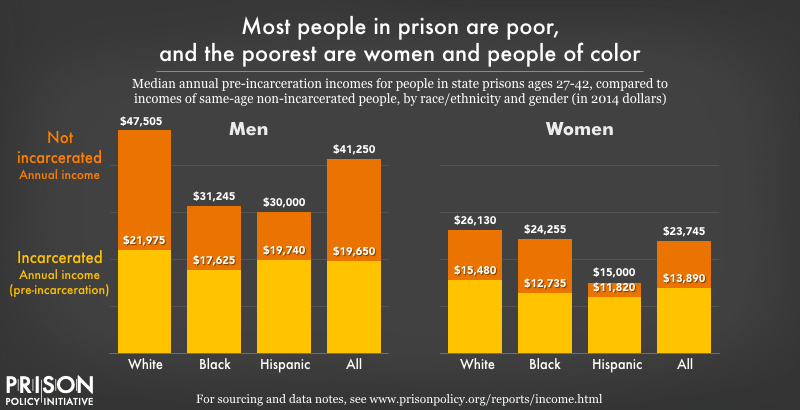 Most people in prison are poor,
and the poorest are women and people of color
Median annual pre-incarceration incomes for people in state prisons ages 27-42, compared to
incomes of same-age non-incarcerated people, by race/ethnicity and gender (in 2014 dollars)
Not
incarcerated
Annual income
Incarcerated
Annual income
(pre-incarceration)
Men
$47,505
$21,975
White
$31,245
$17,625
Black
$30,000
$19,740
Hispanic
$41,250
$19,650
All
Women
$26,130
$15,480
White
$24,255
$12,735
Black
$15,000
$11,820
Hispanic
$23,745
$13,890
All
PRISON
POLICY INITIATIVE
For sourcing and data notes, see www.prisonpolicy.org/reports/income.html